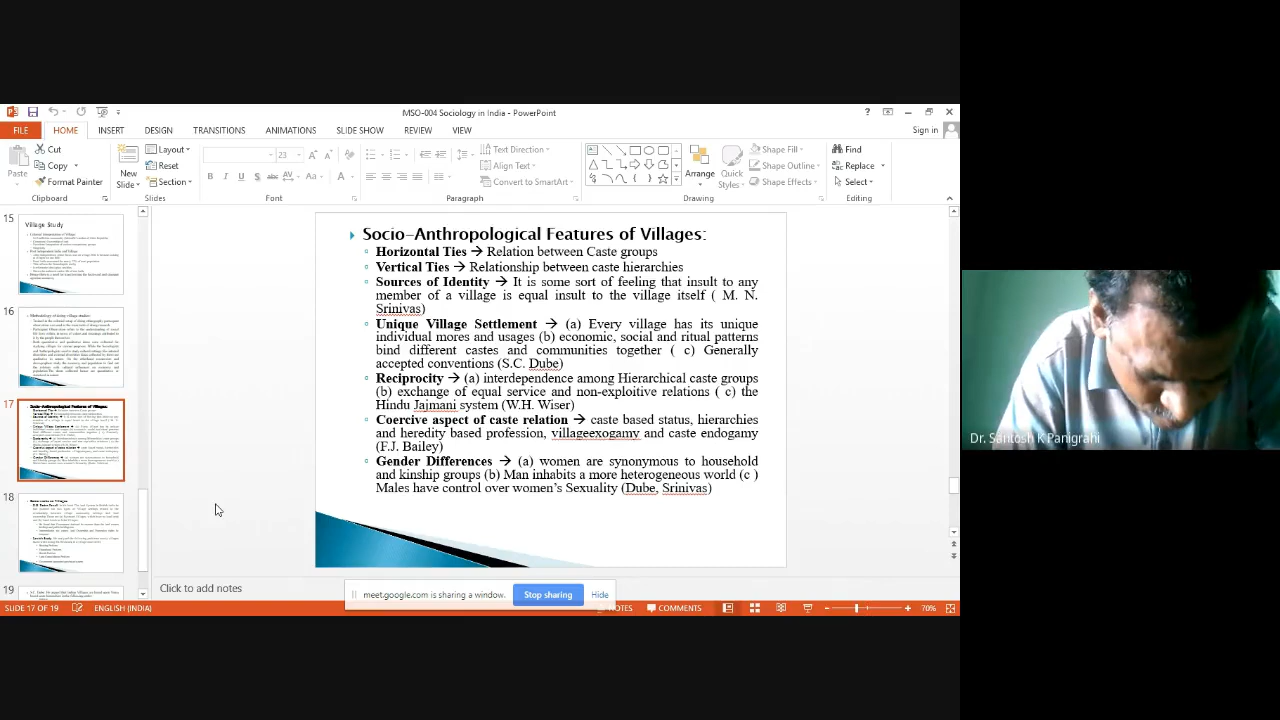 MSO-004 Sociology in India - PowerPoint
?
Sign in
FILE HOME INSERT DESIGN TRANSITIONS ANIMATIONS SLIDE SHOW REVIEW VIEW
Paste
Cut
Copy
Format Painter
Clipboard
New
Slide
Layout
Reset
Section
Slides
23
B I U S abc AV Aa A
Font
Text Direction
Align Text
Convert to SmartArt
Paragraph
Arrange
Quick
Styles
Shape Fill
Shape Outline
Shape Effects
Drawing
Find
Replace
Select
Editing
15
Village Study
16
17
18
19
Socio-Anthropological Features of Villages:
Horizontal Ties → Relation between Caste groups
Vertical Ties → Relationship between caste hierarchies
Sources of Identity → It is some sort of feeling that insult to any
member of a village is equal insult to the village itself ( M. N.
Srinivas)
Unique Village Settlement → (a) Every village has its unique
individual mores and ethos (b) economic, social and ritual patterns
bind different castes and communities together ( c) Generally
accepted conventions (S.C. Dube)
Reciprocity → (a) interdependence among Hierarchical caste groups
(b) exchange of equal service and non-exploitive relations ( c) the
Hindu Jajmani system (W.H. Wiser)
Coercive aspect of caste relation → caste based status, hierarchies
and heredity based occupation, villageexogamy and caste endogamy
(F.J. Bailey)
Gender Differences → (a) women are synonymous to household
and kinship groups (b) Man inhabits a more heterogeneous world (c )
Males have control over women's Sexuality (Dube, Srinivas)
Dr. Santosh K Panigrahi
Click to add notes
meet.google.com is sharing a window.
Stop sharing
Hide
SLIDE 17 OF 19
ENGLISH (INDIA)
NOTES
COMMENTS
70%